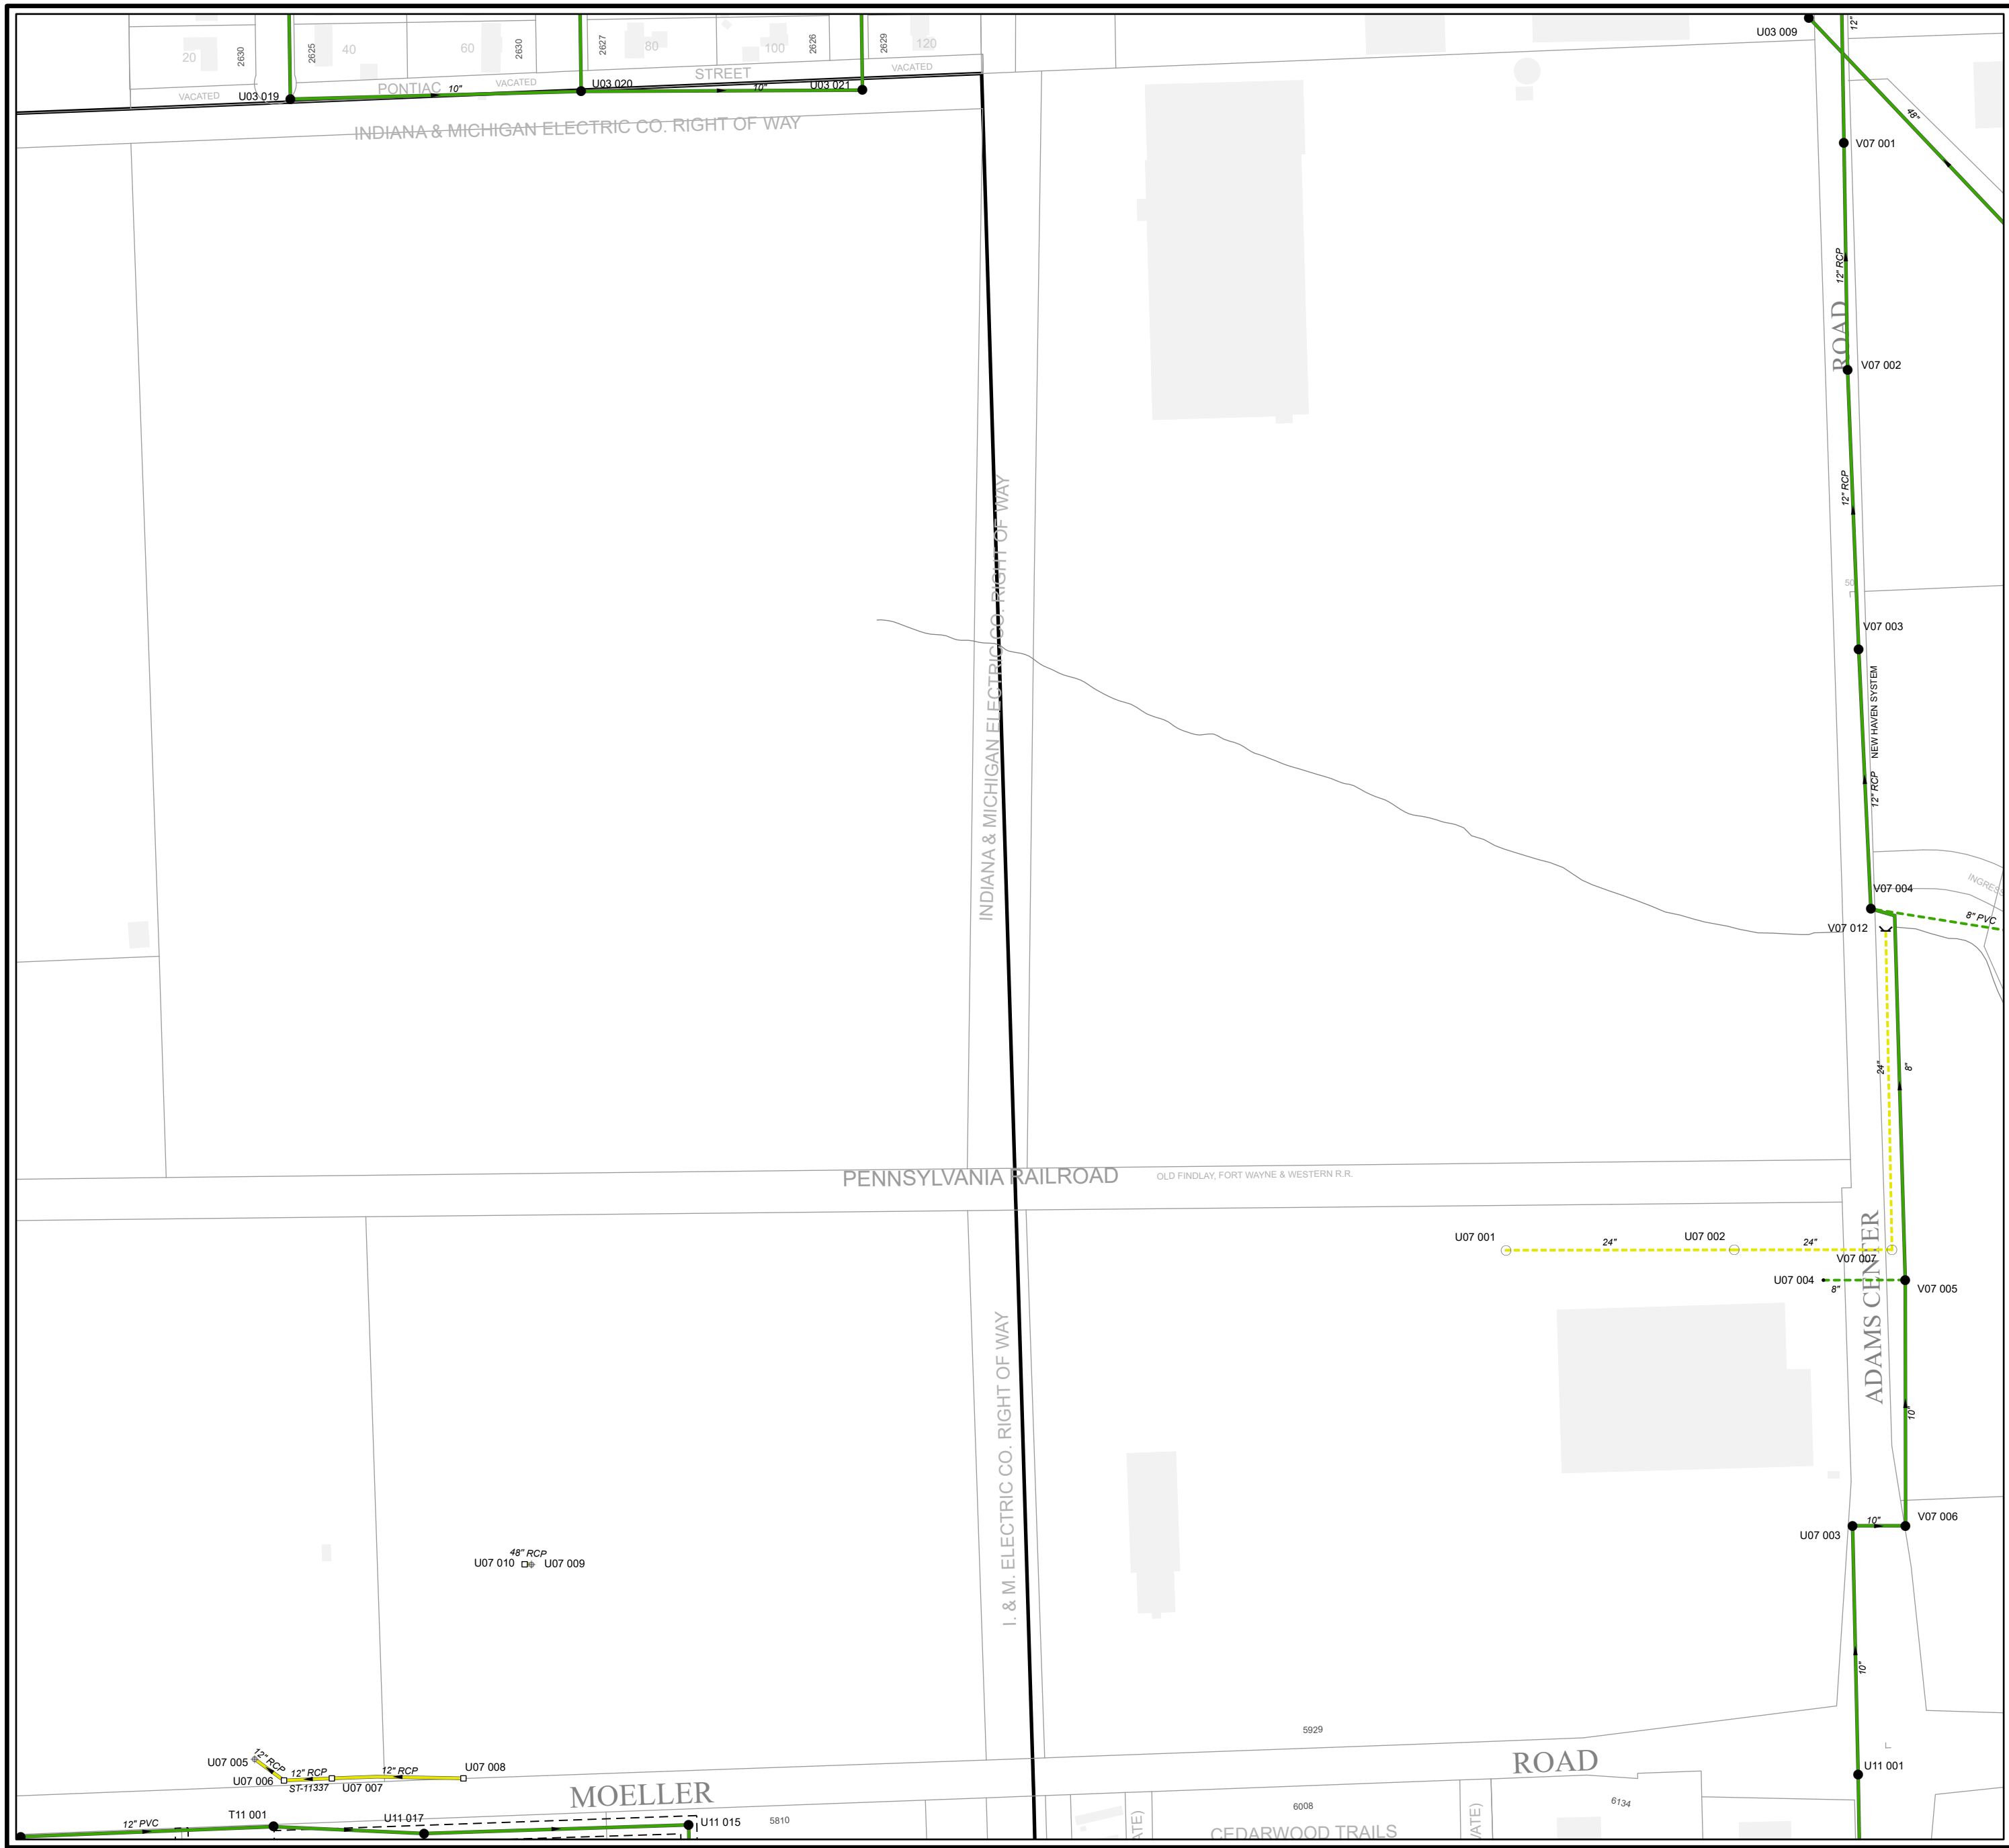 U03 009
12"
20
2630
2625
40
60
2630
2627
80
100
2626
2629
120
VACATED
U03 019
PONTIAC
10"
VACATED
U03 020
STREET
10"
U03 021
VACATED
INDIANA & MICHIGAN ELECTRIC CO. RIGHT OF WAY
48"
V07 001
12" RCP
ROAD
V07 002
12" RCP
INDIANA & MICHIGAN ELECTRIC CO. RIGHT OF WAY
50
V07 003
NEW HAVEN SYSTEM
12" RCP
V07 004
INGRESS
8" PVC
V07 012
24"
8"
PENNSYLVANIA RAILROAD
OLD FINDLAY, FORT WAYNE & WESTERN R.R.
U07 001
24"
U07 002
24"
V07 007
U07 004
8"
V07 005
ADAMS CENTER
10"
I. & M. ELECTRIC CO. RIGHT OF WAY
U07 003
10"
V07 006
48" RCP
U07 010
U07 009
10"
5929
U07 005
12" RCP
U07 006
12" RCP
ST-11337
U07 007
12" RCP
U07 008
MOELLER
ROAD
U11 001
12" PVC
T11 001
U11 017
U11 015
5810
6008
6134
CEDARWOOD TRAILS